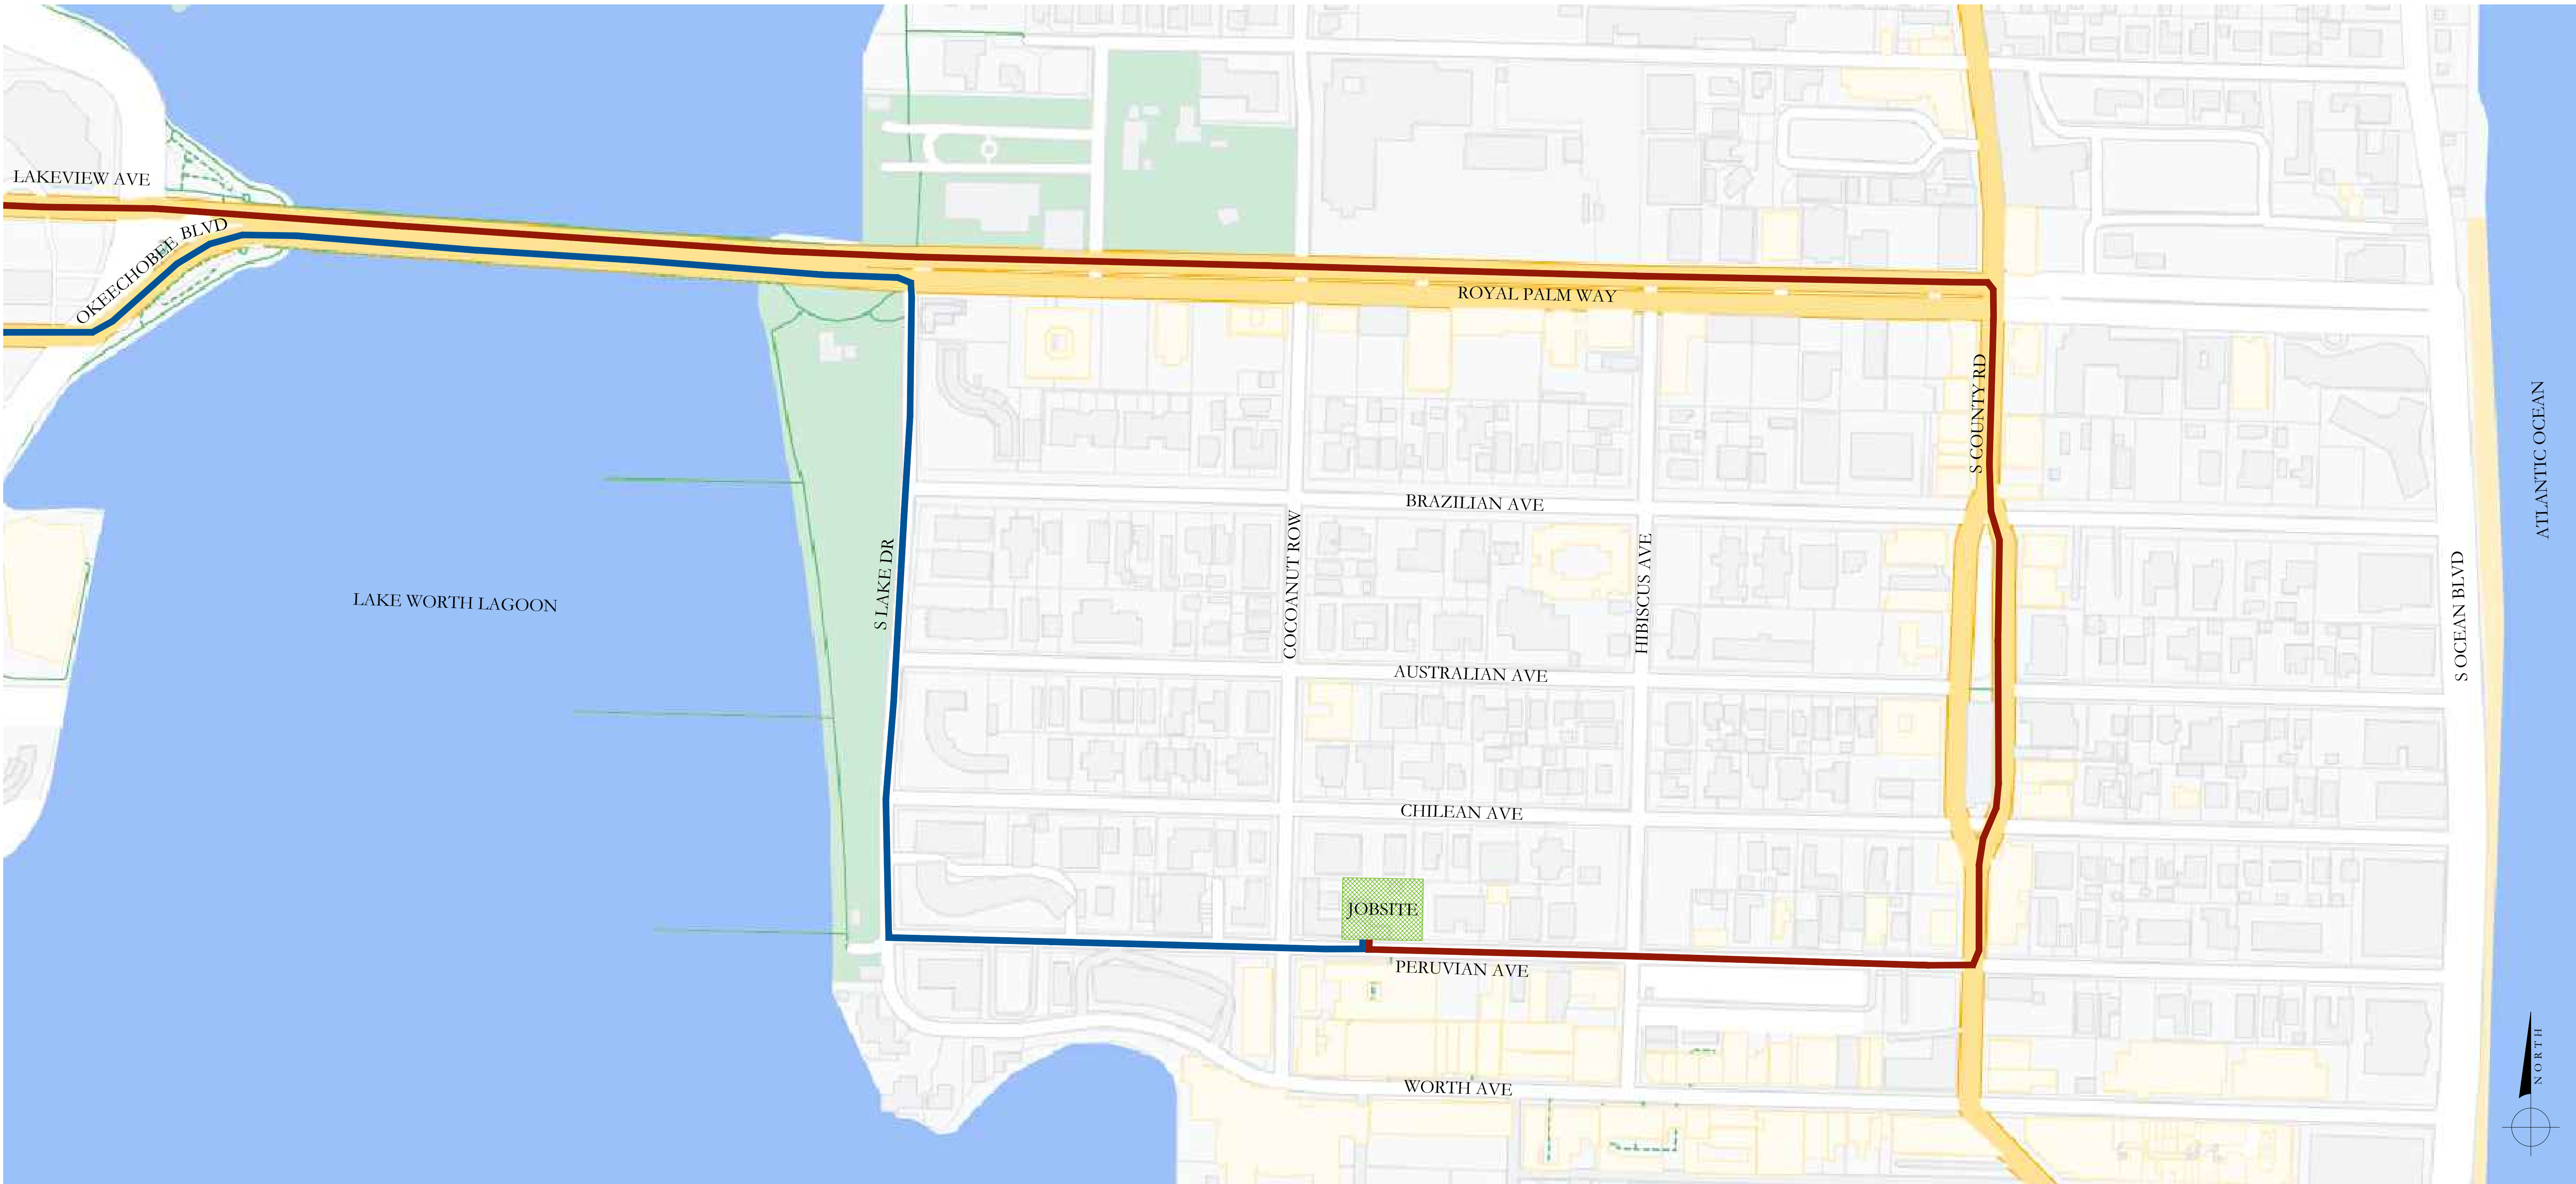 LAKEVIEW AVE
OKEECHOBEE BLVD
ROYAL PALM WAY
S COUNTY RD
ATLANTIC OCEAN
BRAZILIAN AVE
COCOANUT ROW
HIBISCUS AVE
S LAKE DR
LAKE WORTH LAGOON
S OCEAN BLVD
AUSTRALIAN AVE
CHILEAN AVE
JOBSITE
PERUVIAN AVE
WORTH AVE
NORTH